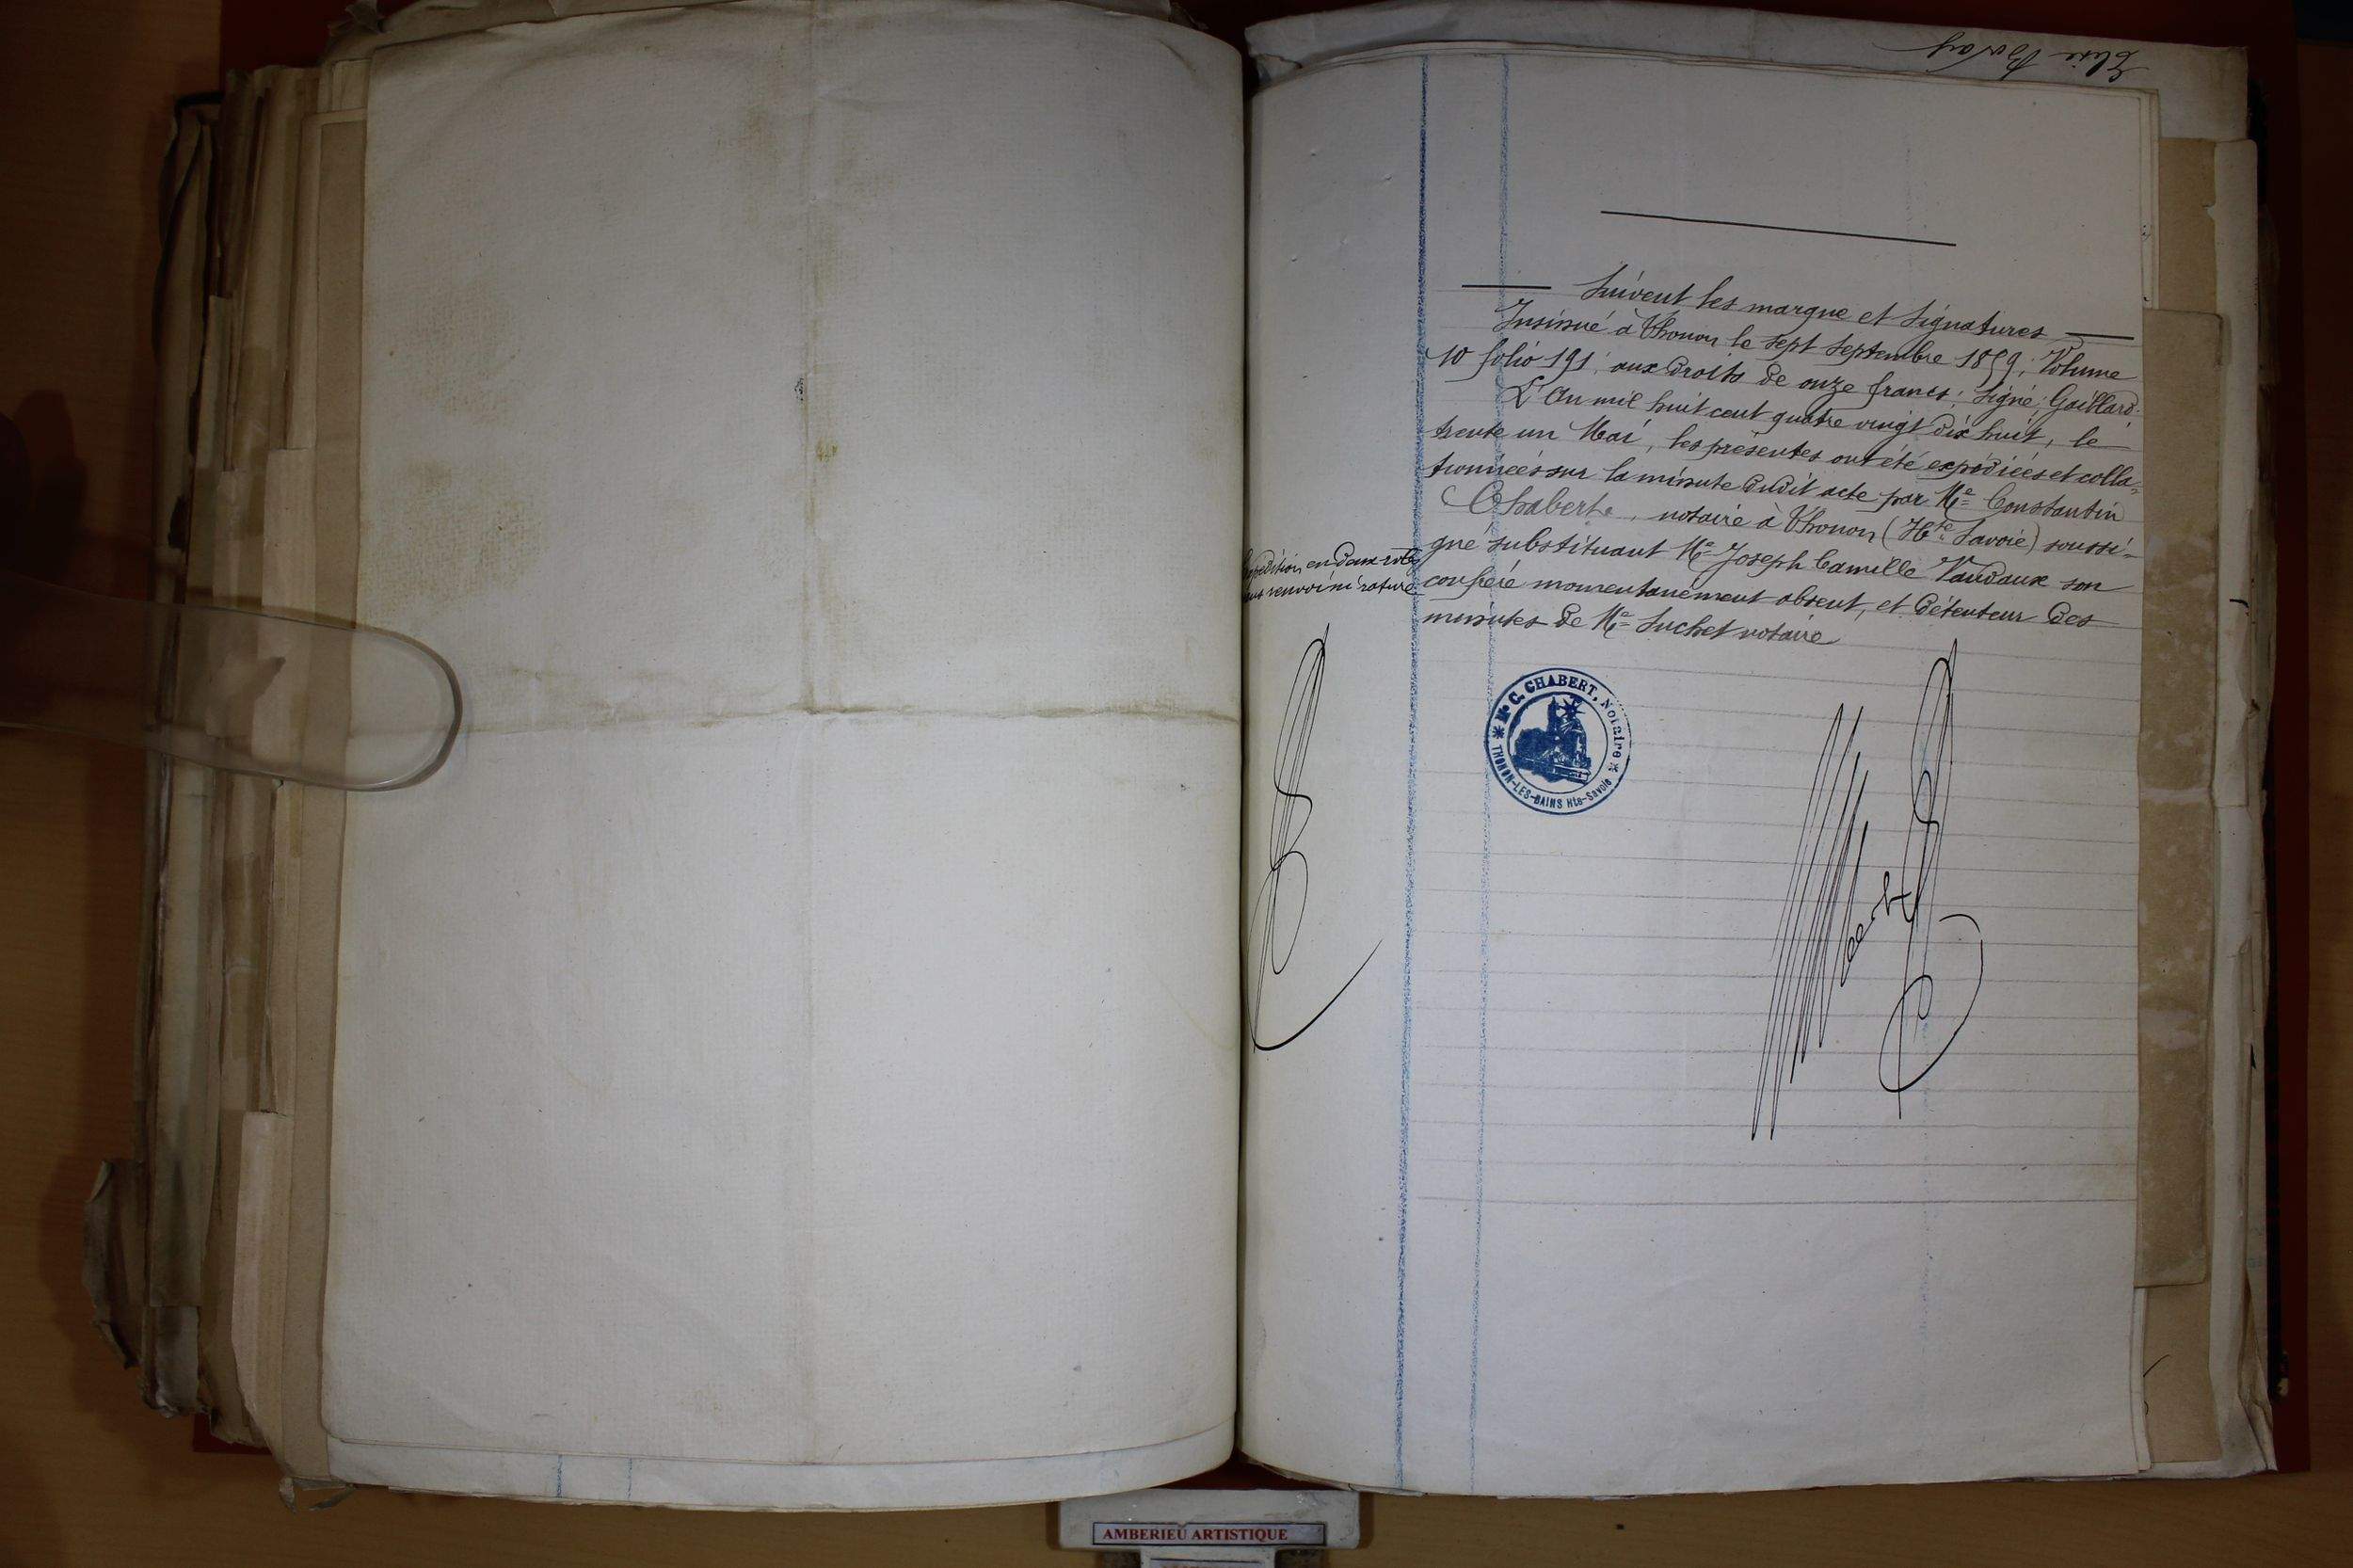 Suivent les marque et signatures
Insinué à Thonon le sept septembre 1859, Volume
10 folio 191, aux droits de onze francs; Signé; Gaillard.
L'An mil huit cent quatre vingt dix huit, le
trente un Mai, les présentes ont été expédiées et colla=
tionnées sur la minute dudit acte par Me Constantin
Chabert, notaire à Thonon (Hte Savoie) soussi=
gné substituant Me Joseph Camille Vaudaux son
confrère momentanément absent, et détenteur des
minutes de Me Suchet notaire
Expédition en deux rôles
sans renvoi ni rature
Me C. CHABERT, Notaire
THONON-LES-BAINS Hte-Savoie
Chabert
AMBERIEU ARTISTIQUE